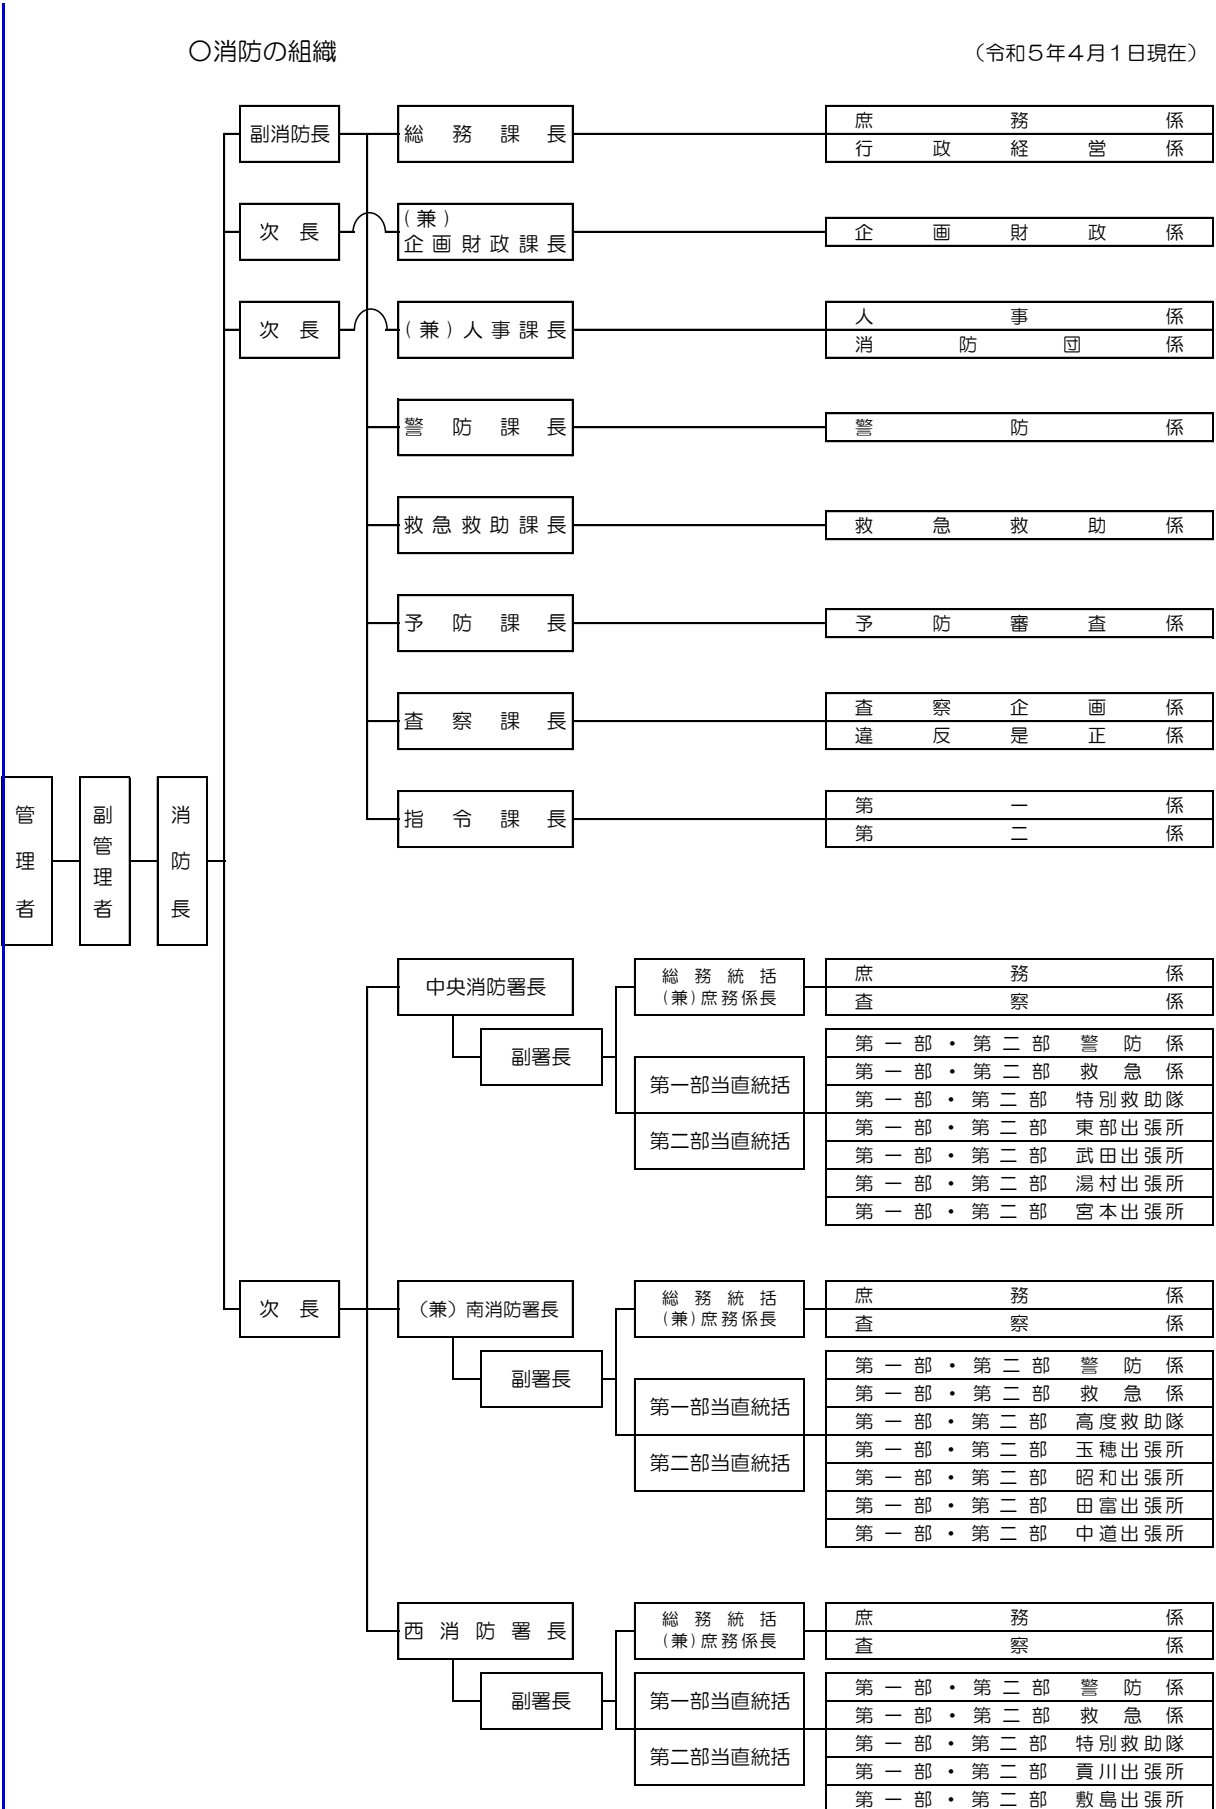 〇消防の組織
（令和５年４月１日現在）
副消防長
総務課長
庶務係
行政経営係
次長
(兼)
企画財政課長
企画財政係
次長
(兼)人事課長
人事係
消防団係
警防課長
警防係
救急救助課長
救急救助係
予防課長
予防審査係
査察課長
査察企画係
違反是正係
指令課長
第一係
第二係
管理者
副管理者
消防長
中央消防署長
総務統括
(兼)庶務係長
庶務係
査察係
副署長
第一部当直統括
第二部当直統括
第一部・第二部 警防係
第一部・第二部 救急係
第一部・第二部 特別救助隊
第一部・第二部 東部出張所
第一部・第二部 武田出張所
第一部・第二部 湯村出張所
第一部・第二部 宮本出張所
次長
（兼）南消防署長
総務統括
(兼)庶務係長
庶務係
査察係
副署長
第一部当直統括
第二部当直統括
第一部・第二部 警防係
第一部・第二部 救急係
第一部・第二部 高度救助隊
第一部・第二部 玉穂出張所
第一部・第二部 昭和出張所
第一部・第二部 田富出張所
第一部・第二部 中道出張所
西消防署長
総務統括
(兼)庶務係長
庶務係
査察係
副署長
第一部当直統括
第二部当直統括
第一部・第二部 警防係
第一部・第二部 救急係
第一部・第二部 特別救助隊
第一部・第二部 貢川出張所
第一部・第二部 敷島出張所